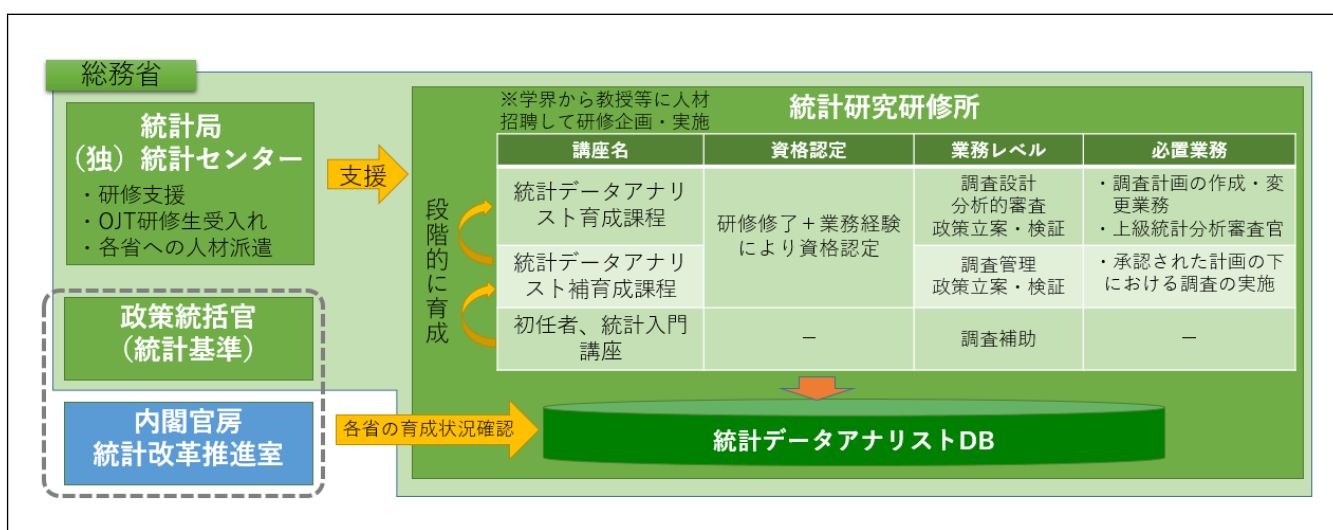 総務省
統計局
（独）統計センター
・研修支援
・OJT研修生受入れ
・各省への人材派遣
政策統括官
（統計基準）
内閣官房
統計改革推進室
支援
各省の育成状況確認
※学界から教授等に人材
招聘して研修企画・実施
統計研究研修所
段階的に育成
講座名
資格認定
業務レベル
必置業務
統計データアナリ
スト育成課程
研修修了＋業務経験
により資格認定
調査設計
分析的審査
政策立案・検証
・調査計画の作成・変
更業務
・上級統計分析審査官
統計データアナリ
スト補育成課程
調査管理
政策立案・検証
・承認された計画の下
における調査の実施
初任者、統計入門
講座
－
調査補助
－
統計データアナリストDB